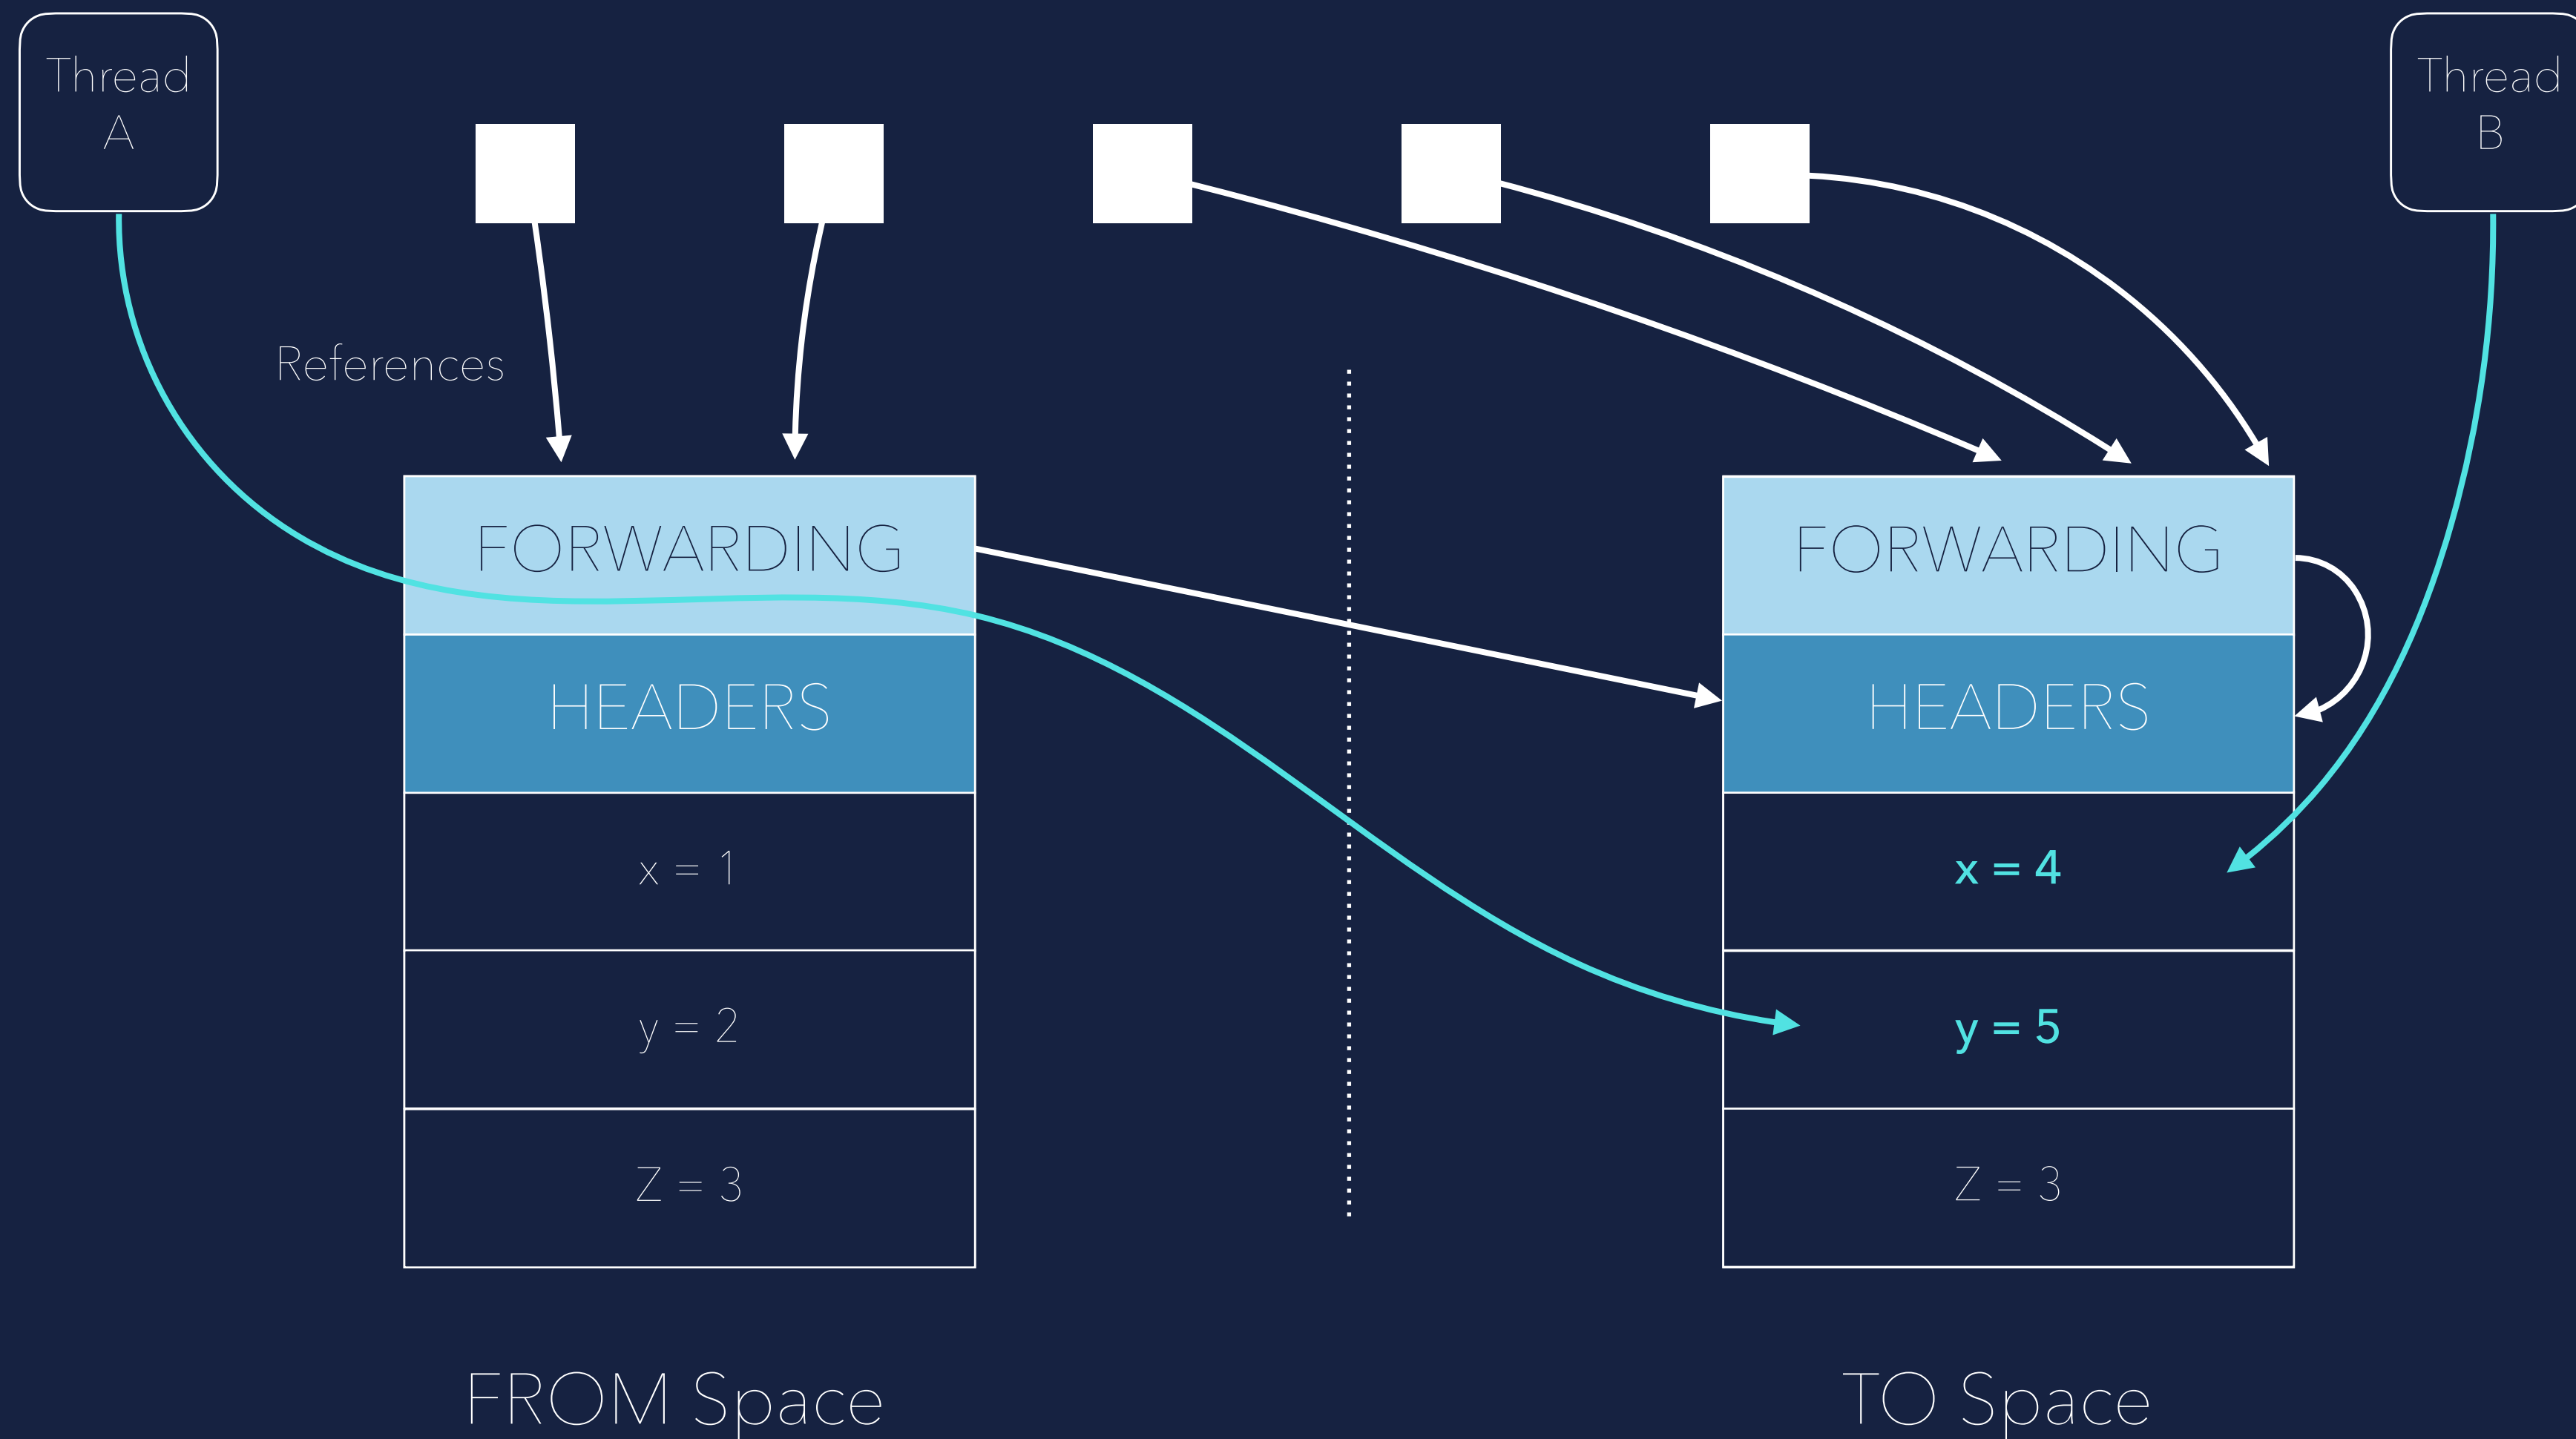 Thread
A
Thread
B
References
FORWARDING
HEADERS
x = 1
y = 2
Z = 3
FORWARDING
HEADERS
x = 4
y = 5
Z = 3
FROM Space
TO Space